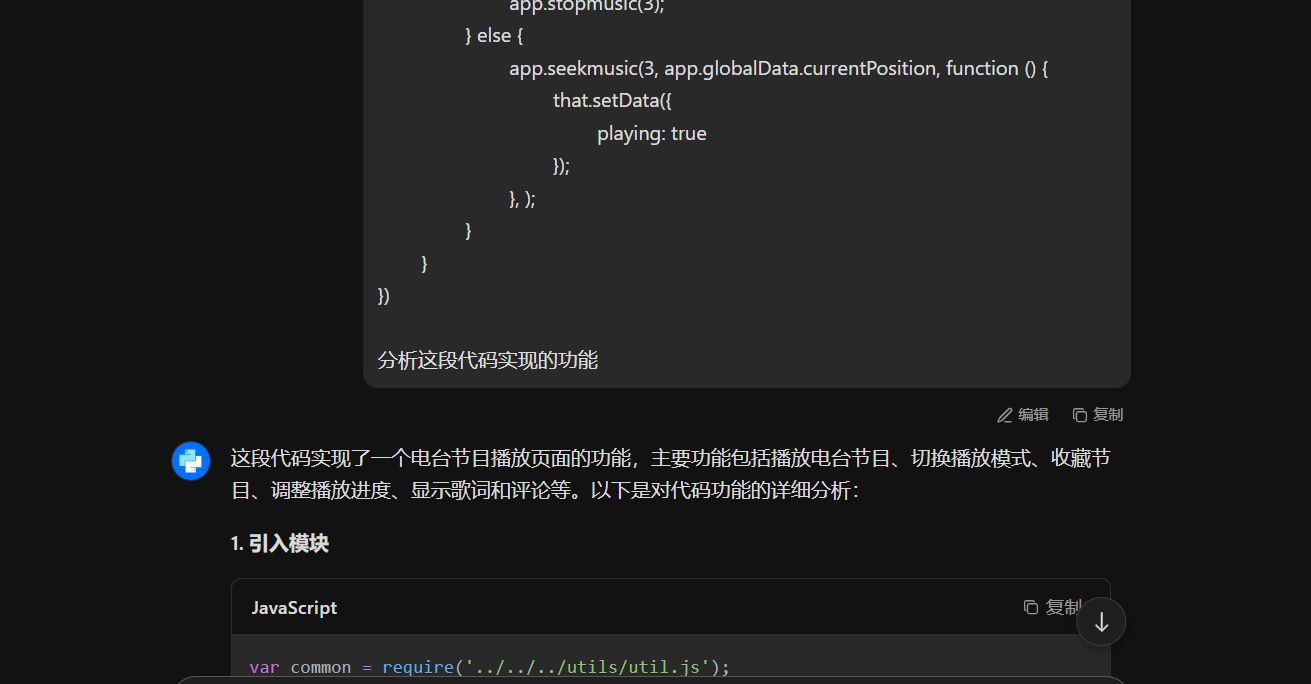 app.stopmusic(3);
} else {
app.seekmusic(3, app.globalData.currentPosition, function () {
that.setData({
playing: true
});
}, );
}
}
})
分析这段代码实现的功能
编辑 复制
这段代码实现了一个电台节目播放页面的功能，主要功能包括播放电台节目、切换播放模式、收藏节
目、调整播放进度、显示歌词和评论等。以下是对代码功能的详细分析：
1. 引入模块
JavaScript 复制
var common = require('../../../utils/util.js');